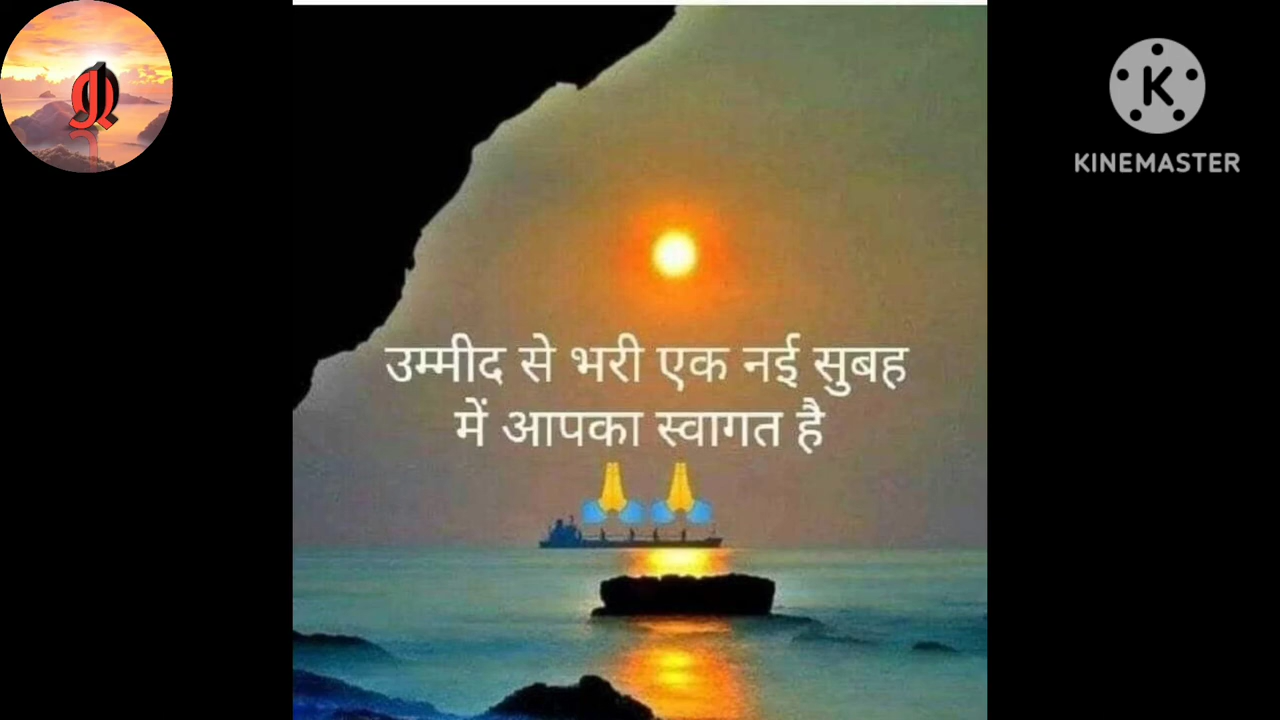 KINEMASTER
उम्मीद से भरी एक नई सुबह
में आपका स्वागत है
🙏🙏